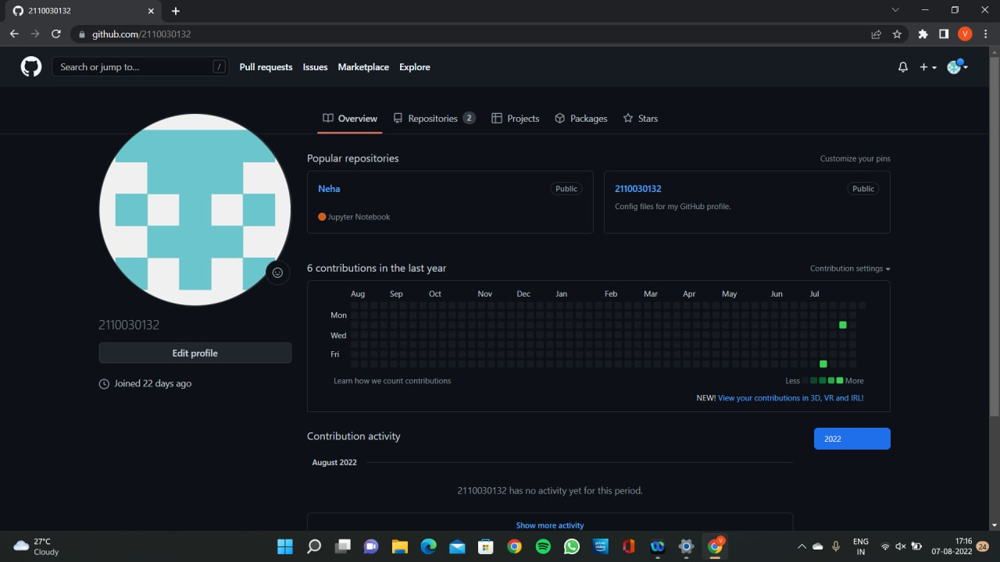 2110030132
github.com/2110030132
V
Search or jump to... /
Pull requests Issues Marketplace Explore
Overview Repositories 2 Projects Packages Stars
Popular repositories Customize your pins
Neha Public
Jupyter Notebook
2110030132 Public
Config files for my GitHub profile.
2110030132
Edit profile
Joined 22 days ago
6 contributions in the last year Contribution settings
Aug Sep Oct Nov Dec Jan Feb Mar Apr May Jun Jul
Mon
Wed
Fri
Learn how we count contributions Less More
NEW! View your contributions in 3D, VR and IRL!
Contribution activity 2022
August 2022
2110030132 has no activity yet for this period.
Show more activity
27°C
Cloudy
prime video
V
ENG
IN
17:16
07-08-2022
24